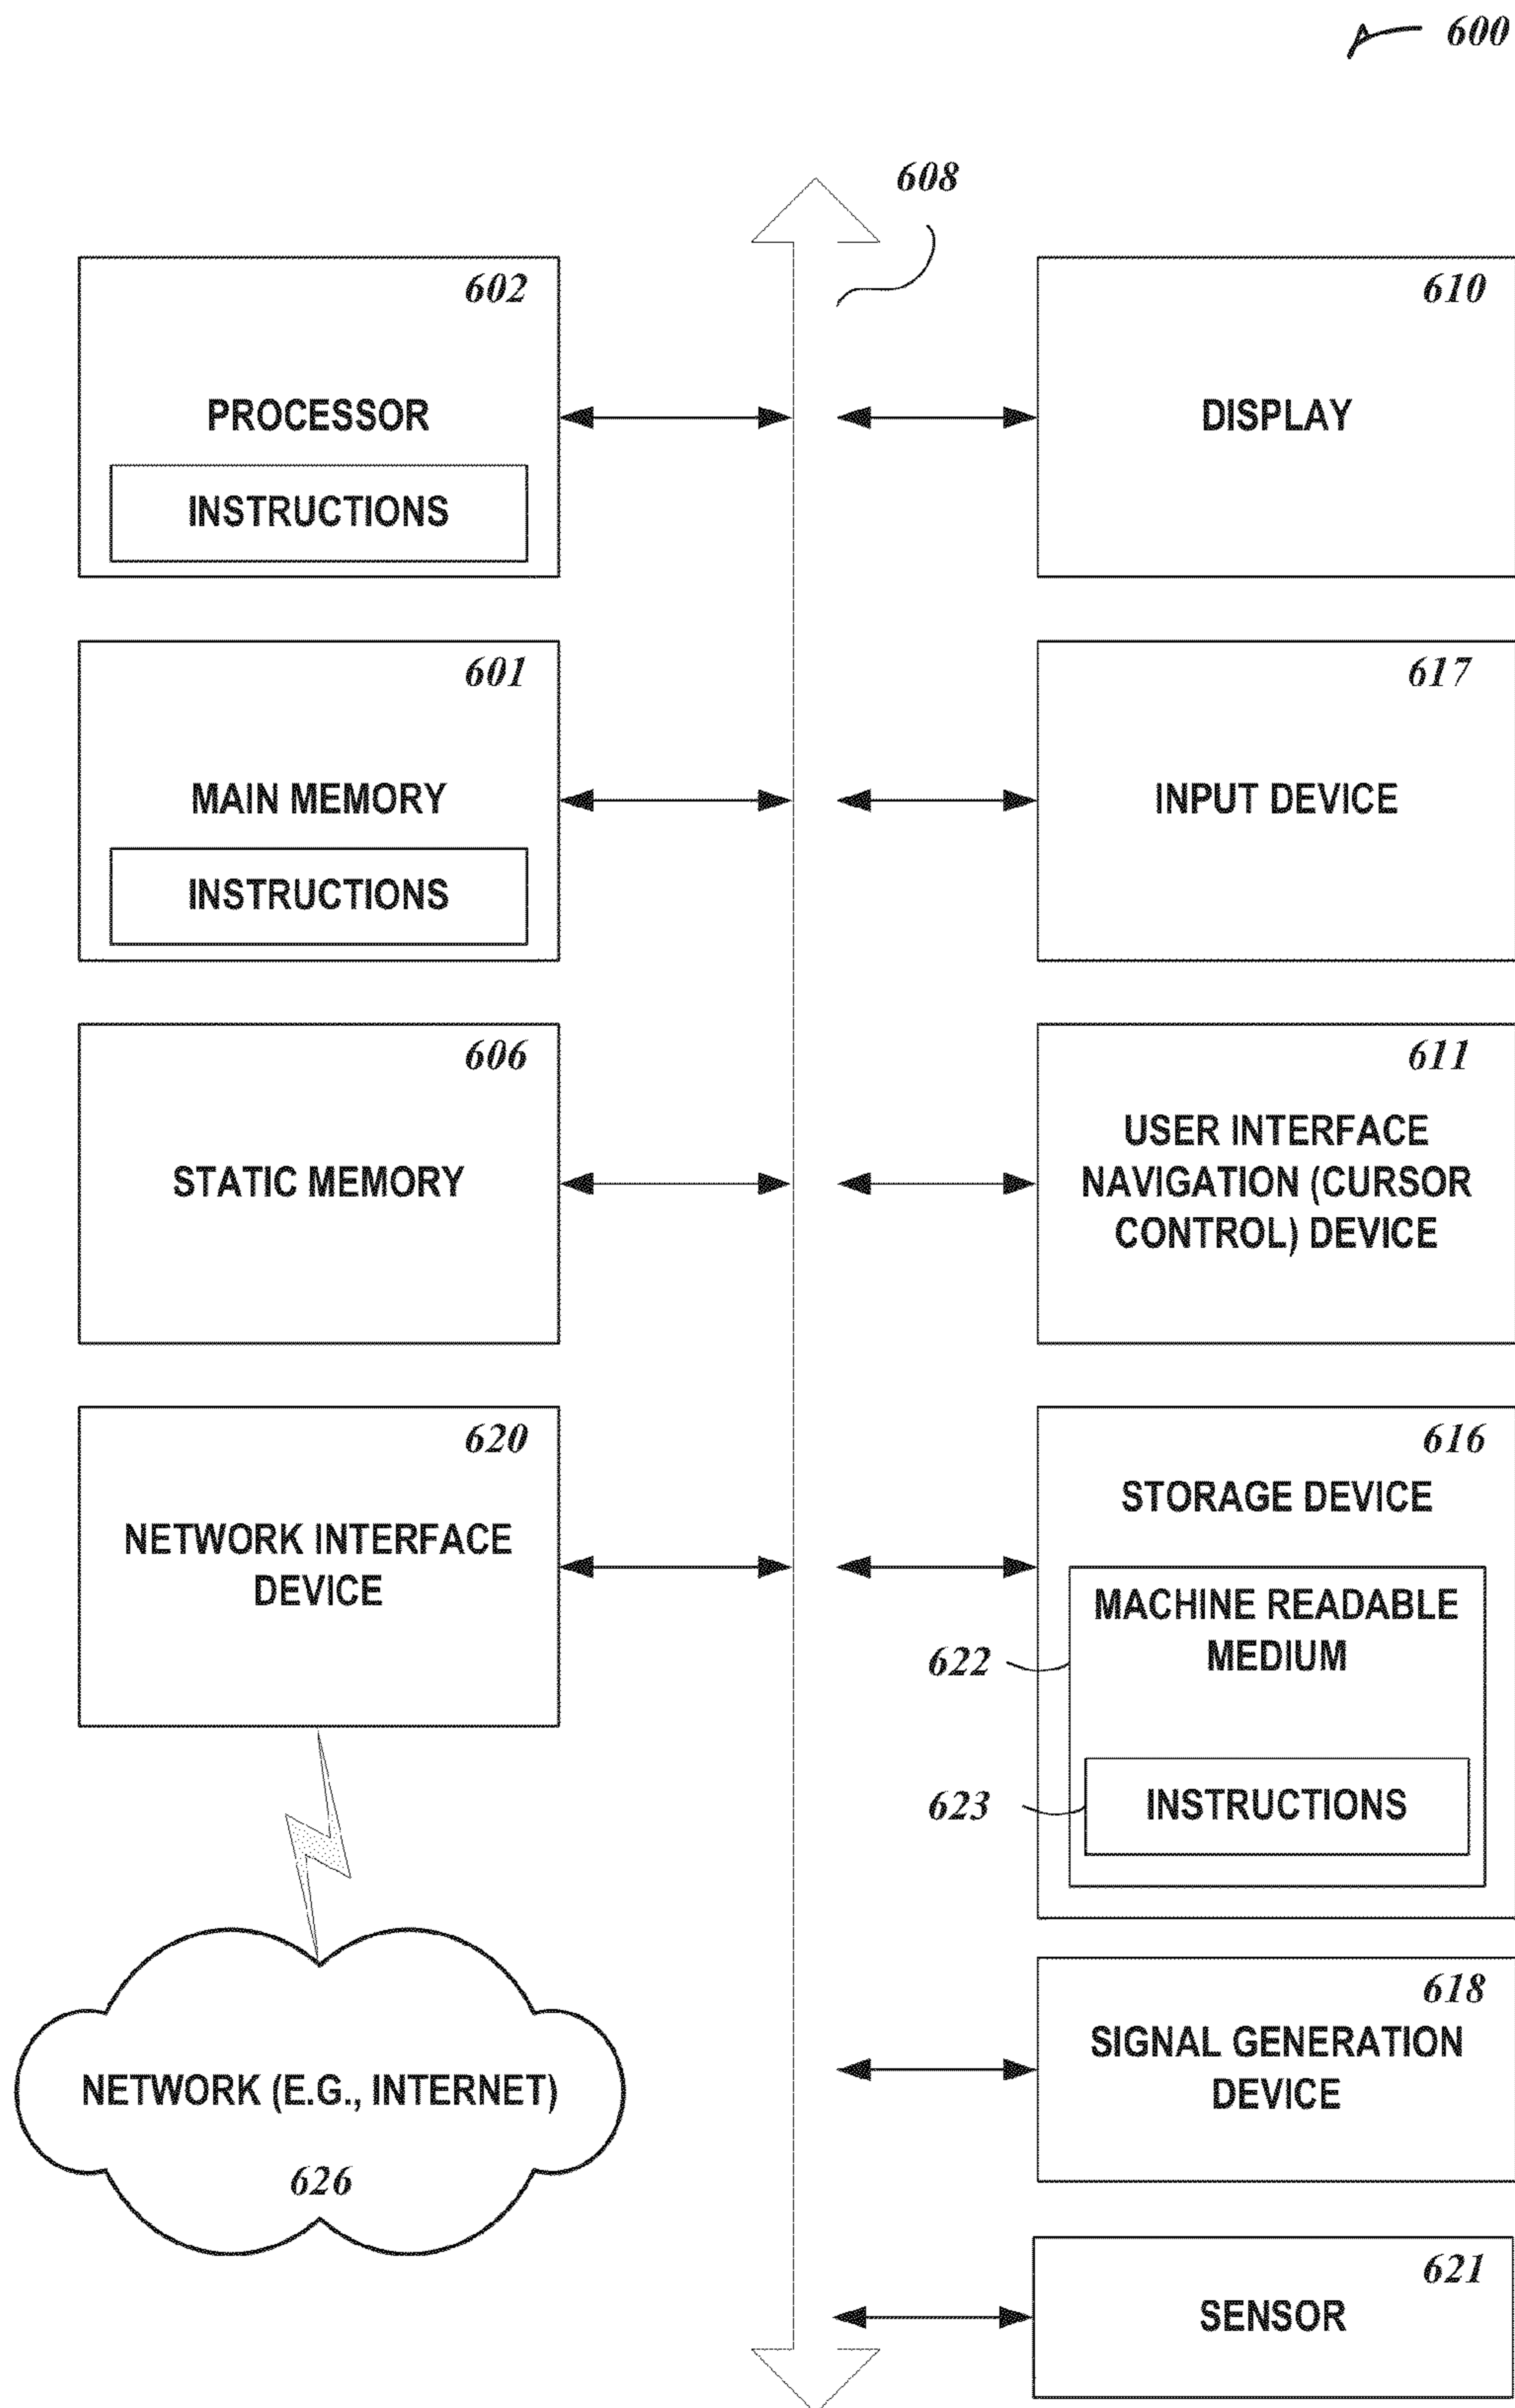 600
608
602
PROCESSOR
INSTRUCTIONS
610
DISPLAY
601
MAIN MEMORY
INSTRUCTIONS
617
INPUT DEVICE
606
STATIC MEMORY
611
USER INTERFACE
NAVIGATION (CURSOR
CONTROL) DEVICE
620
NETWORK INTERFACE
DEVICE
616
STORAGE DEVICE
MACHINE READABLE
MEDIUM
622
623
INSTRUCTIONS
618
SIGNAL GENERATION
DEVICE
NETWORK (E.G., INTERNET)
626
621
SENSOR